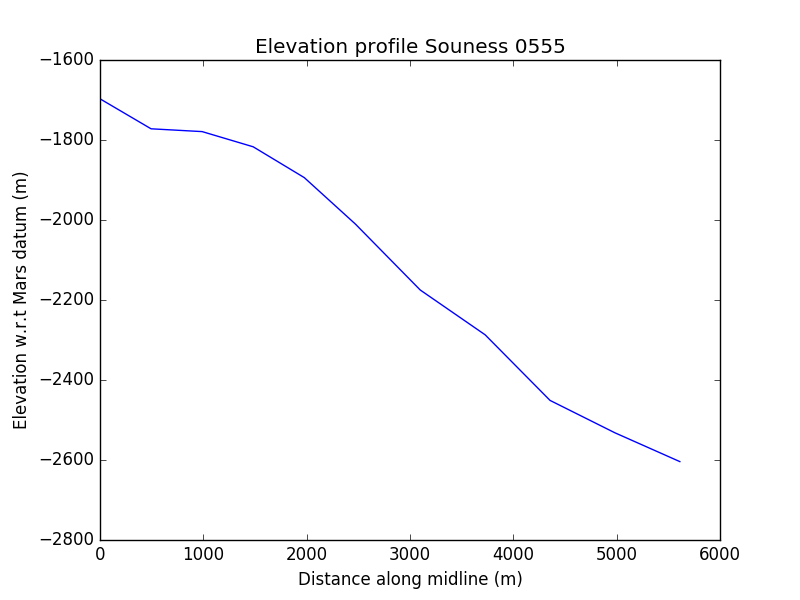 Elevation profile Souness 0555
−1600
−1800
−2000
−2200
−2400
−2600
−2800
Elevation w.r.t Mars datum (m)
0 1000 2000 3000 4000 5000 6000
Distance along midline (m)